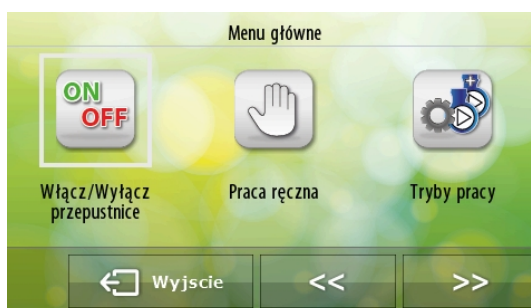 Menu główne
ON
OFF
Włącz/Wyłącz
przepustnice
Praca ręczna
Tryby pracy
Wyjscie
<<
>>